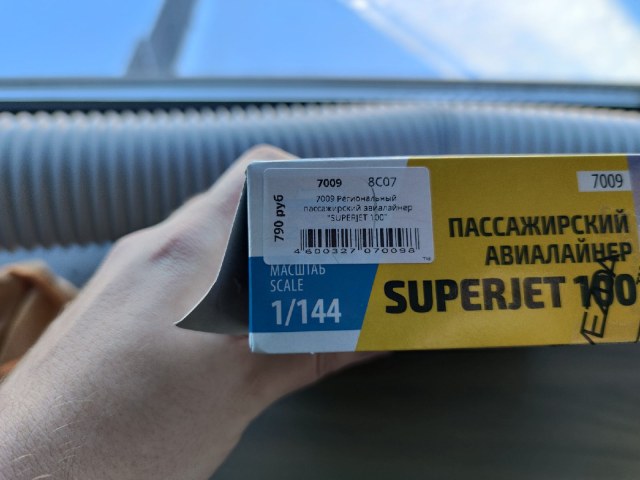 7009 8C07
7009 Региональный
пассажирский авиалайнер
"SUPERJET 100"
790 руб
4 600327 070098
™
МАСШТАБ
SCALE
1/144
7009
ПАССАЖИРСКИЙ
АВИАЛАЙНЕР
SUPERJET 100